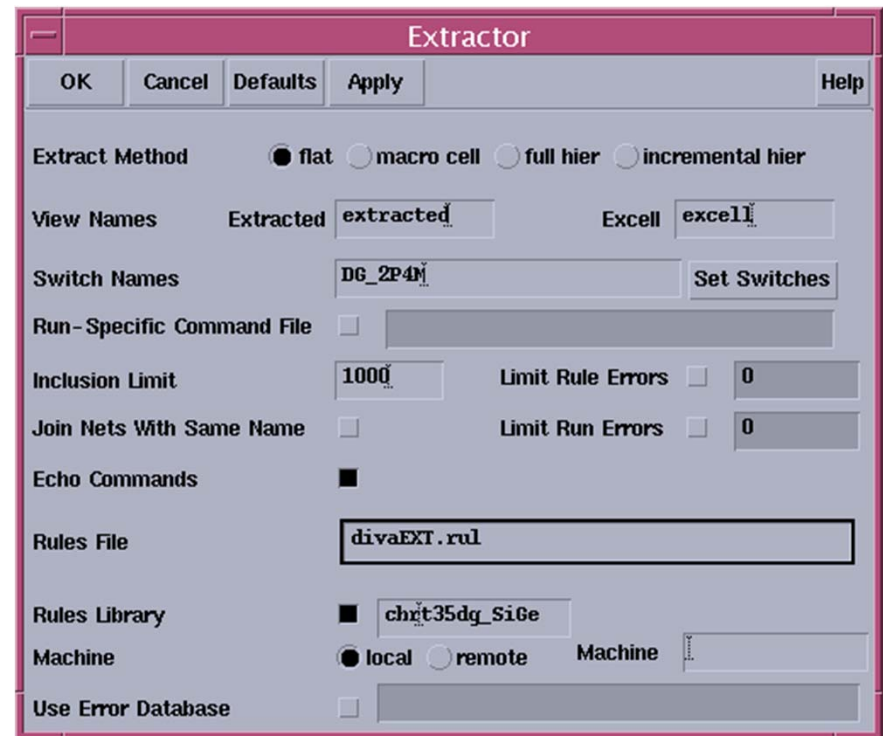 Extractor
OK Cancel Defaults Apply Help
Extract Method flat macro cell full hier incremental hier
View Names Extracted extracted Excell excell
Switch Names DG_2P4M Set Switches
Run-Specific Command File
Inclusion Limit 1000 Limit Rule Errors 0
Join Nets With Same Name Limit Run Errors 0
Echo Commands
Rules File divaEXT.rul
Rules Library chrt35dg_SiGe
Machine local remote Machine
Use Error Database